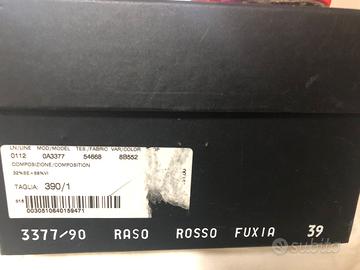 LN/LINE MOD/MODEL TES./FABRIC VAR/COLOR
0112 0A3377 54668 8B552
COMPOSIZIONE/COMPOSITION
32%SE+68%VI
TAGLIA: 390/1
0030510640159471
3377/90 RASO ROSSO FUXIA 39
subito